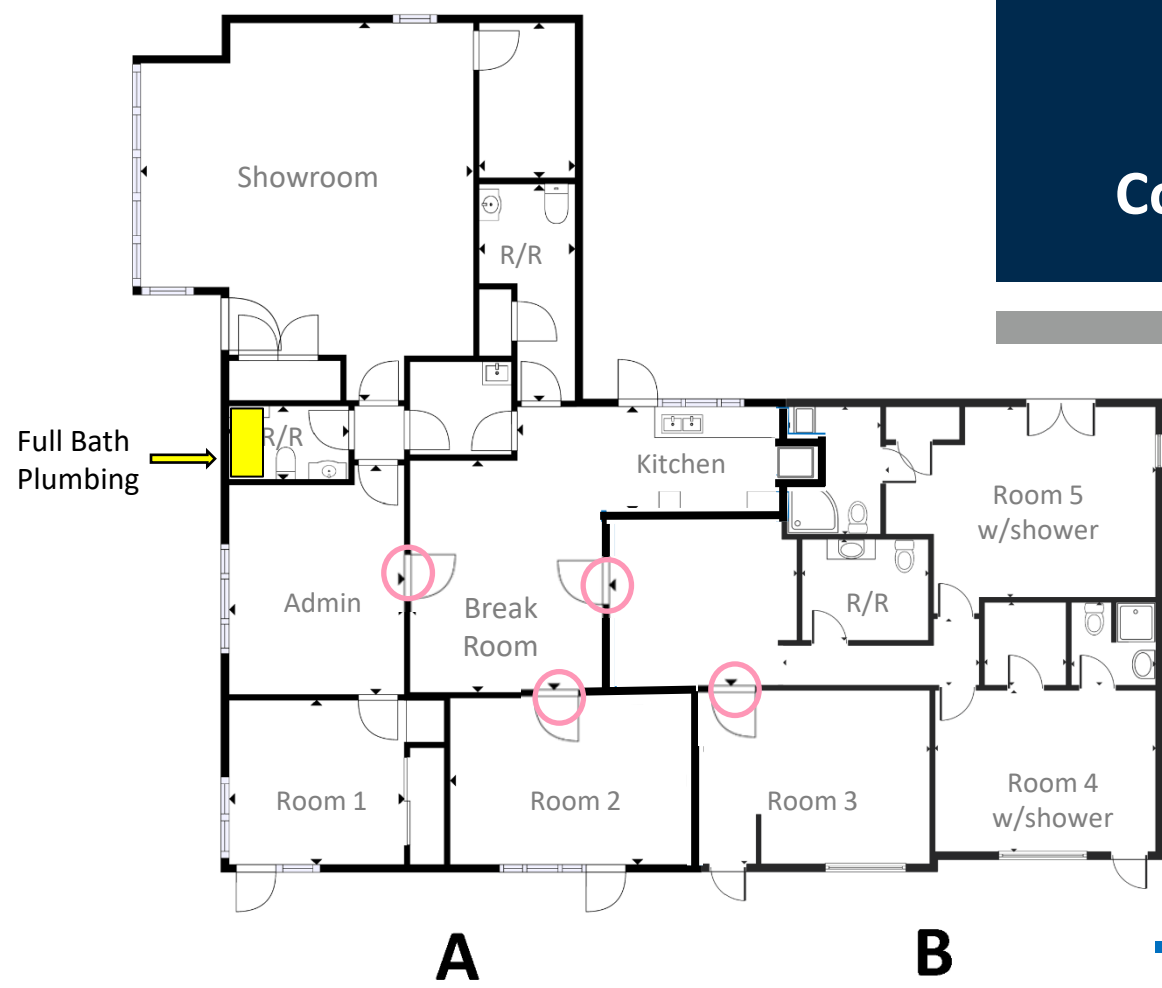 Co
Showroom
R/R
Full Bath
Plumbing
R/R
Kitchen
Room 5
w/shower
Admin
Break
Room
R/R
Room 1
Room 2
Room 3
Room 4
w/shower
A
B